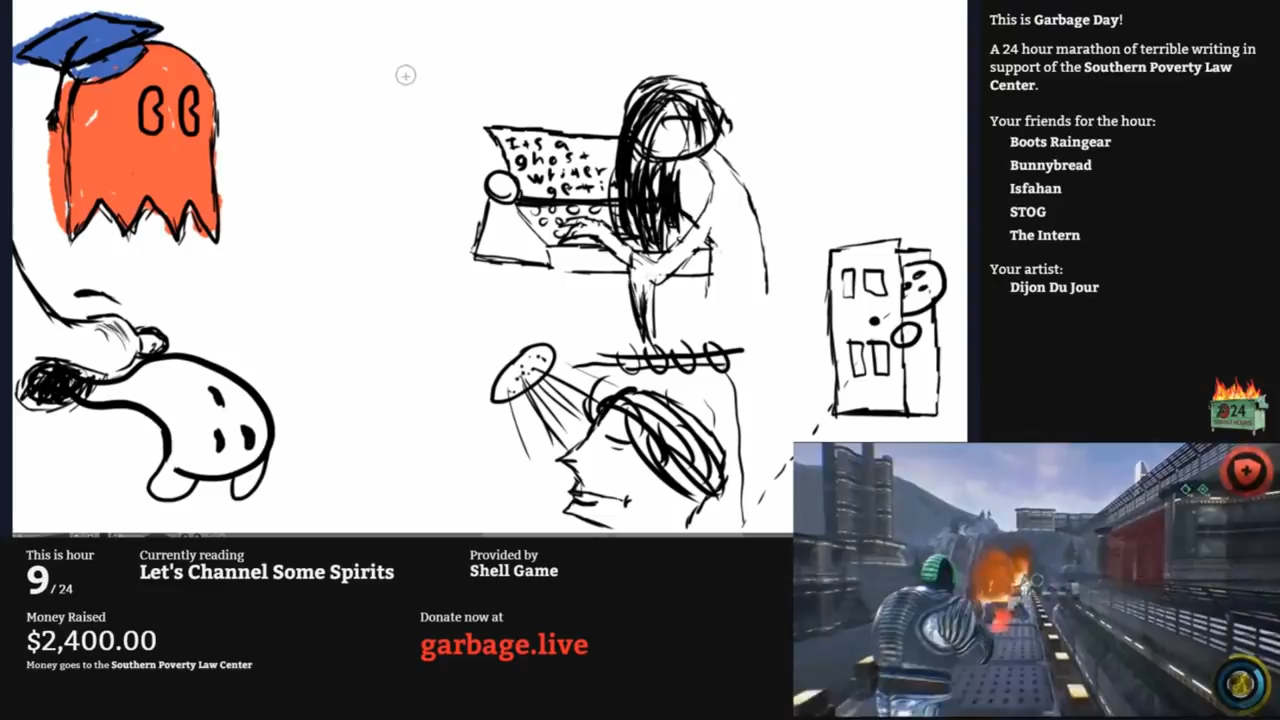 Its a
ghost
writer
This is Garbage Day!
A 24 hour marathon of terrible writing in
support of the Southern Poverty Law
Center.
Your friends for the hour:
Boots Raingear
Bunnybread
Isfahan
STOG
The Intern
Your artist:
Dijon Du Jour
This is hour
9 / 24
Currently reading
Let's Channel Some Spirits
Provided by
Shell Game
Money Raised
$2,400.00
Money goes to the Southern Poverty Law Center
Donate now at
garbage.live